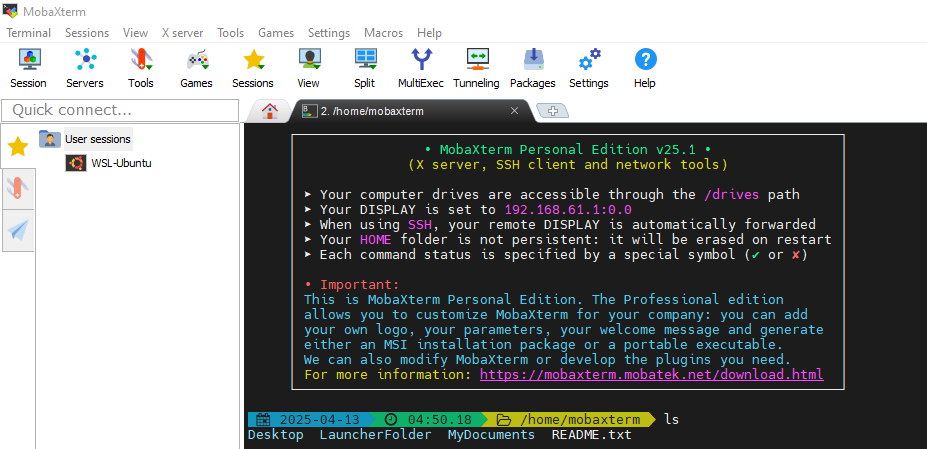 MobaXterm
Terminal Sessions View X server Tools Games Settings Macros Help
Session Servers Tools Games Sessions View Split MultiExec Tunneling Packages Settings Help
Quick connect...
2. /home/mobaxterm
User sessions
WSL-Ubuntu
• MobaXterm Personal Edition v25.1 •
(X server, SSH client and network tools)
➤ Your computer drives are accessible through the /drives path
➤ Your DISPLAY is set to 192.168.61.1:0.0
➤ When using SSH, your remote DISPLAY is automatically forwarded
➤ Your HOME folder is not persistent: it will be erased on restart
➤ Each command status is specified by a special symbol (✔ or ✘)
• Important:
This is MobaXterm Personal Edition. The Professional edition
allows you to customize MobaXterm for your company: you can add
your own logo, your parameters, your welcome message and generate
either an MSI installation package or a portable executable.
We can also modify MobaXterm or develop the plugins you need.
For more information: https://mobaxterm.mobatek.net/download.html
2025-04-13 04:50.18 /home/mobaxterm ls
Desktop LauncherFolder MyDocuments README.txt